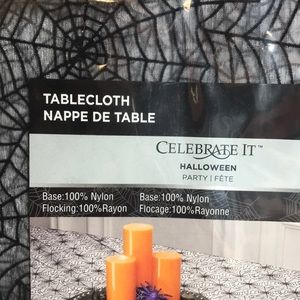 TABLECLOTH
NAPPE DE TABLE
CELEBRATE IT™
HALLOWEEN
PARTY | FÊTE
Base:100% Nylon
Flocking:100%Rayon
Base:100% Nylon
Flocage:100%Rayonne